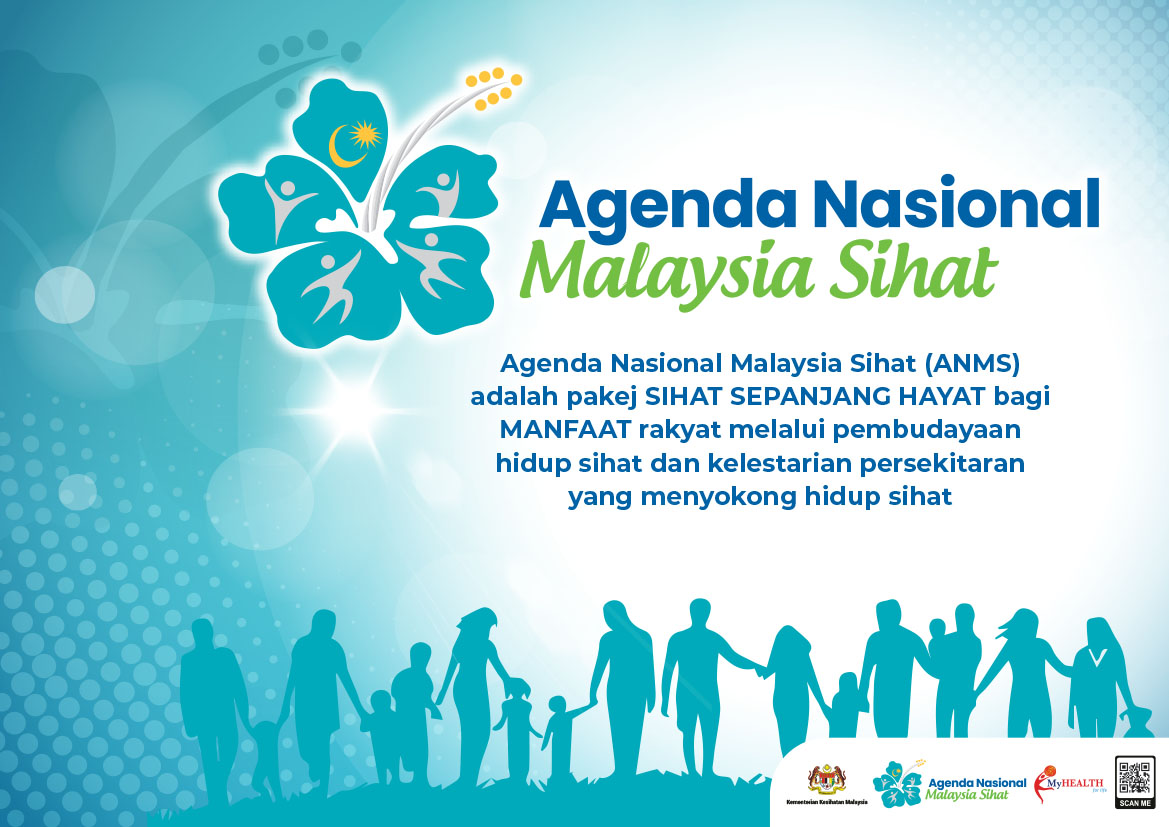 Agenda Nasional
Malaysia Sihat
Agenda Nasional Malaysia Sihat (ANMS)
adalah pakej SIHAT SEPANJANG HAYAT bagi
MANFAAT rakyat melalui pembudayaan
hidup sihat dan kelestarian persekitaran
yang menyokong hidup sihat
Kementerian Kesihatan Malaysia
Agenda Nasional
Malaysia Sihat
MyHEALTH
for life
SCAN ME